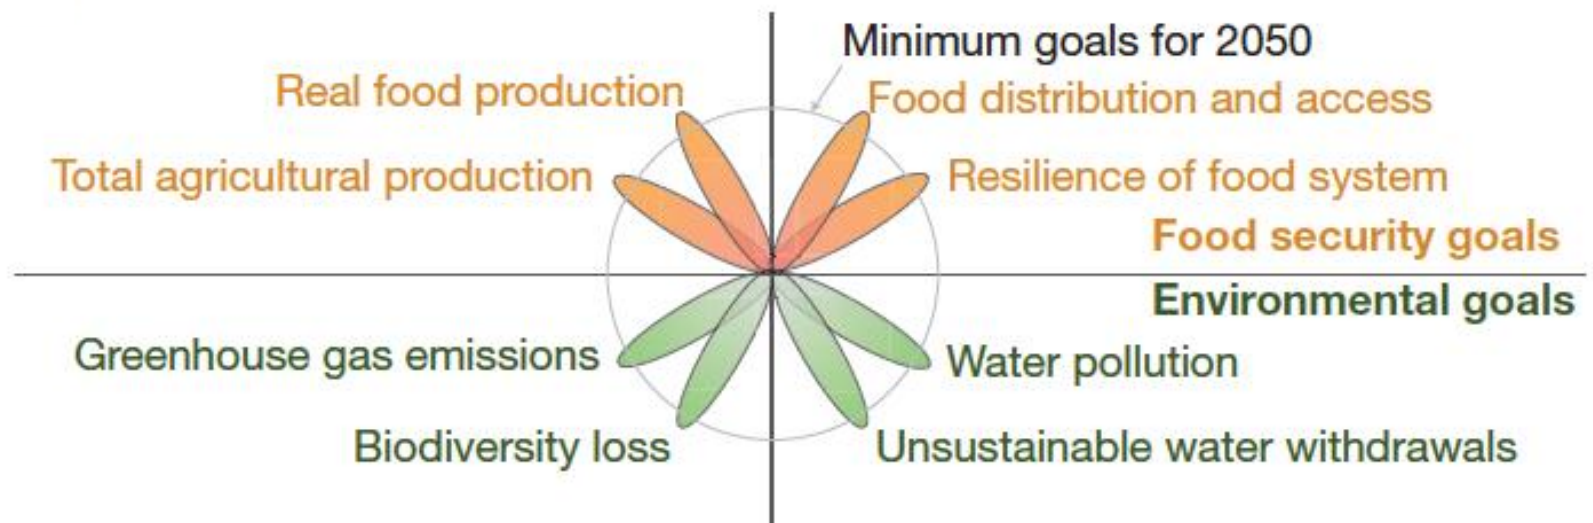 Minimum goals for 2050
Real food production
Food distribution and access
Total agricultural production
Resilience of food system
Food security goals
Environmental goals
Greenhouse gas emissions
Water pollution
Biodiversity loss
Unsustainable water withdrawals